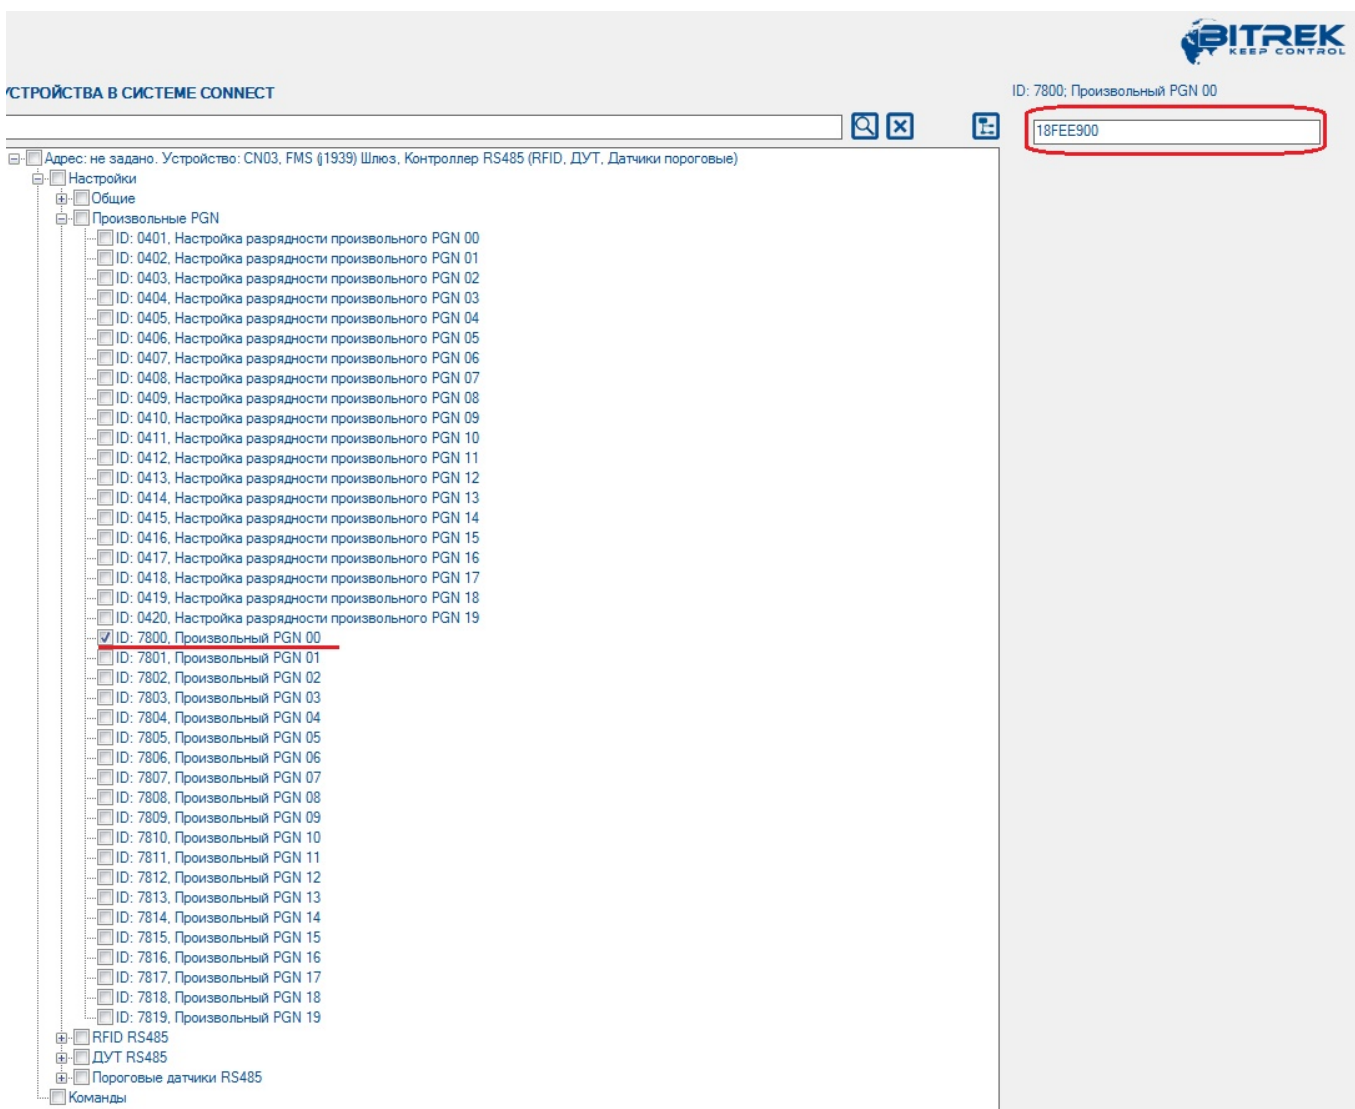 BITREK
KEEP CONTROL
УСТРОЙСТВА В СИСТЕМЕ CONNECT
ID: 7800; Произвольный PGN 00
18FEE900
Адрес: не задано. Устройство: CN03, FMS (j1939) Шлюз, Контроллер RS485 (RFID, ДУТ, Датчики пороговые)
Настройки
Общие
Произвольные PGN
ID: 0401, Настройка разрядности произвольного PGN 00
ID: 0402, Настройка разрядности произвольного PGN 01
ID: 0403, Настройка разрядности произвольного PGN 02
ID: 0404, Настройка разрядности произвольного PGN 03
ID: 0405, Настройка разрядности произвольного PGN 04
ID: 0406, Настройка разрядности произвольного PGN 05
ID: 0407, Настройка разрядности произвольного PGN 06
ID: 0408, Настройка разрядности произвольного PGN 07
ID: 0409, Настройка разрядности произвольного PGN 08
ID: 0410, Настройка разрядности произвольного PGN 09
ID: 0411, Настройка разрядности произвольного PGN 10
ID: 0412, Настройка разрядности произвольного PGN 11
ID: 0413, Настройка разрядности произвольного PGN 12
ID: 0414, Настройка разрядности произвольного PGN 13
ID: 0415, Настройка разрядности произвольного PGN 14
ID: 0416, Настройка разрядности произвольного PGN 15
ID: 0417, Настройка разрядности произвольного PGN 16
ID: 0418, Настройка разрядности произвольного PGN 17
ID: 0419, Настройка разрядности произвольного PGN 18
ID: 0420, Настройка разрядности произвольного PGN 19
ID: 7800, Произвольный PGN 00
ID: 7801, Произвольный PGN 01
ID: 7802, Произвольный PGN 02
ID: 7803, Произвольный PGN 03
ID: 7804, Произвольный PGN 04
ID: 7805, Произвольный PGN 05
ID: 7806, Произвольный PGN 06
ID: 7807, Произвольный PGN 07
ID: 7808, Произвольный PGN 08
ID: 7809, Произвольный PGN 09
ID: 7810, Произвольный PGN 10
ID: 7811, Произвольный PGN 11
ID: 7812, Произвольный PGN 12
ID: 7813, Произвольный PGN 13
ID: 7814, Произвольный PGN 14
ID: 7815, Произвольный PGN 15
ID: 7816, Произвольный PGN 16
ID: 7817, Произвольный PGN 17
ID: 7818, Произвольный PGN 18
ID: 7819, Произвольный PGN 19
RFID RS485
ДУТ RS485
Пороговые датчики RS485
Команды